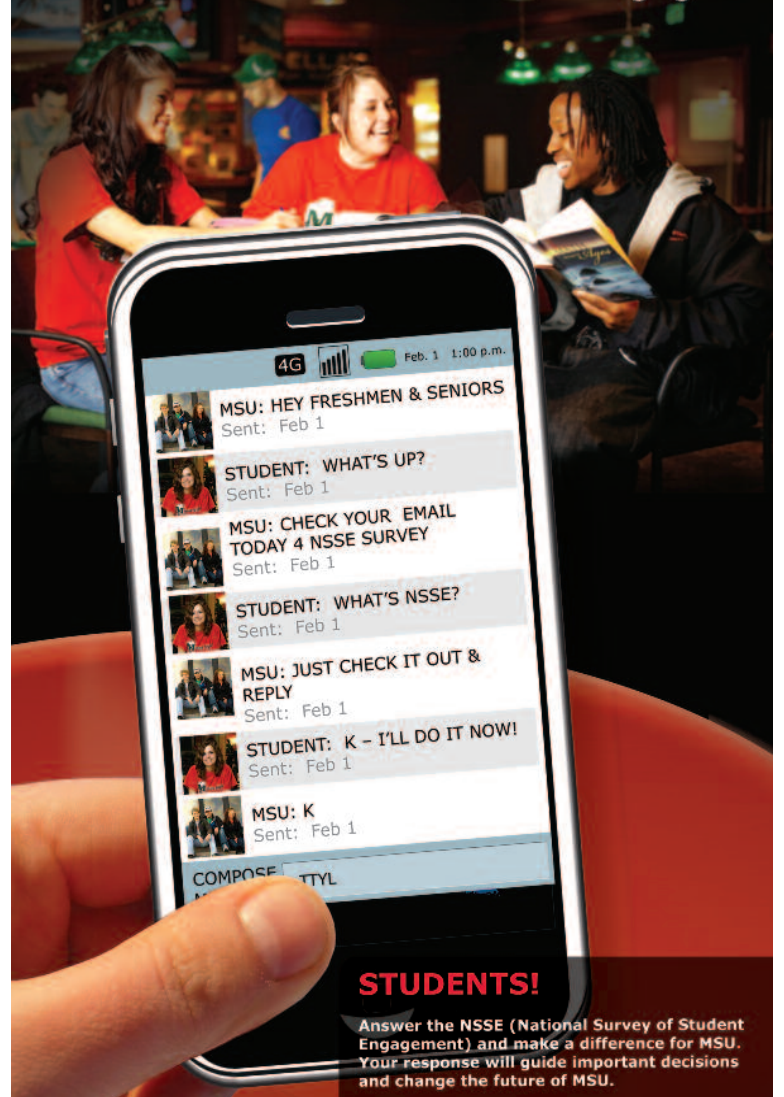 4G Feb. 1 1:00 p.m.
MSU: HEY FRESHMEN & SENIORS
Sent: Feb 1
STUDENT: WHAT'S UP?
Sent: Feb 1
MSU: CHECK YOUR EMAIL
TODAY 4 NSSE SURVEY
Sent: Feb 1
STUDENT: WHAT'S NSSE?
Sent: Feb 1
MSU: JUST CHECK IT OUT &
REPLY
Sent: Feb 1
STUDENT: K – I'LL DO IT NOW!
Sent: Feb 1
MSU: K
Sent: Feb 1
COMPOSE
TTYL
STUDENTS!
Answer the NSSE (National Survey of Student
Engagement) and make a difference for MSU.
Your response will guide important decisions
and change the future of MSU.